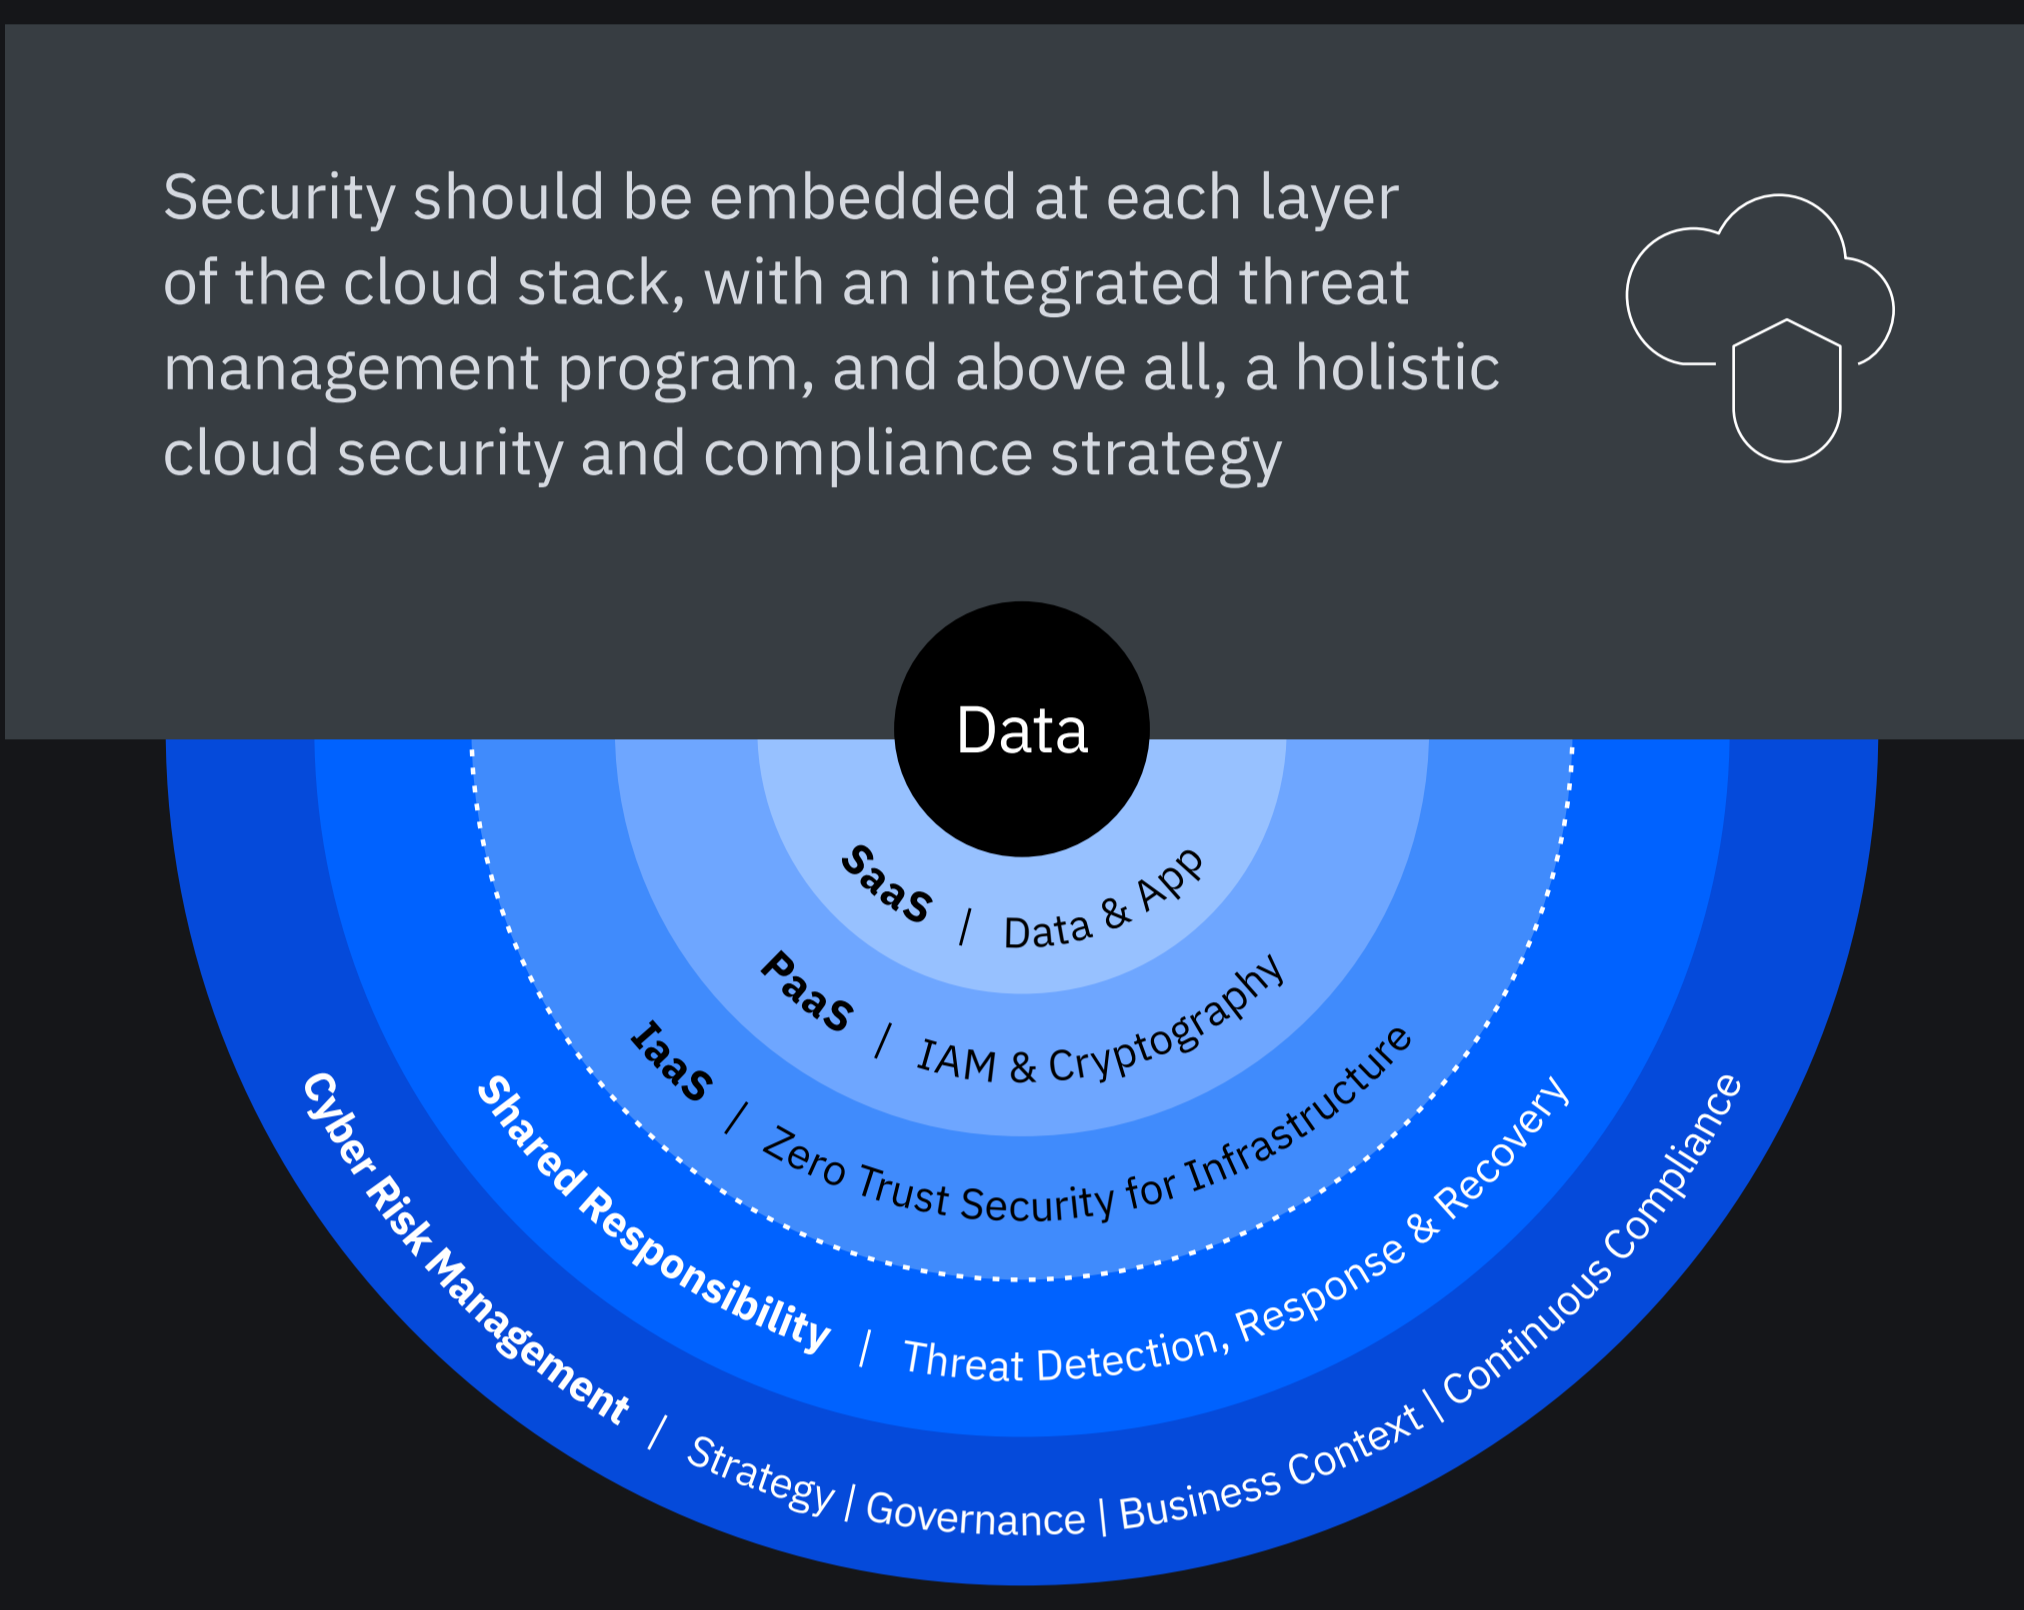 Security should be embedded at each layer
of the cloud stack, with an integrated threat
management program, and above all, a holistic
cloud security and compliance strategy
Data
SaaS | Data & App
PaaS | IAM & Cryptography
IaaS | Zero Trust Security for Infrastructure
Shared Responsibility | Threat Detection, Response & Recovery
Cyber Risk Management | Strategy | Governance | Business Context | Continuous Compliance